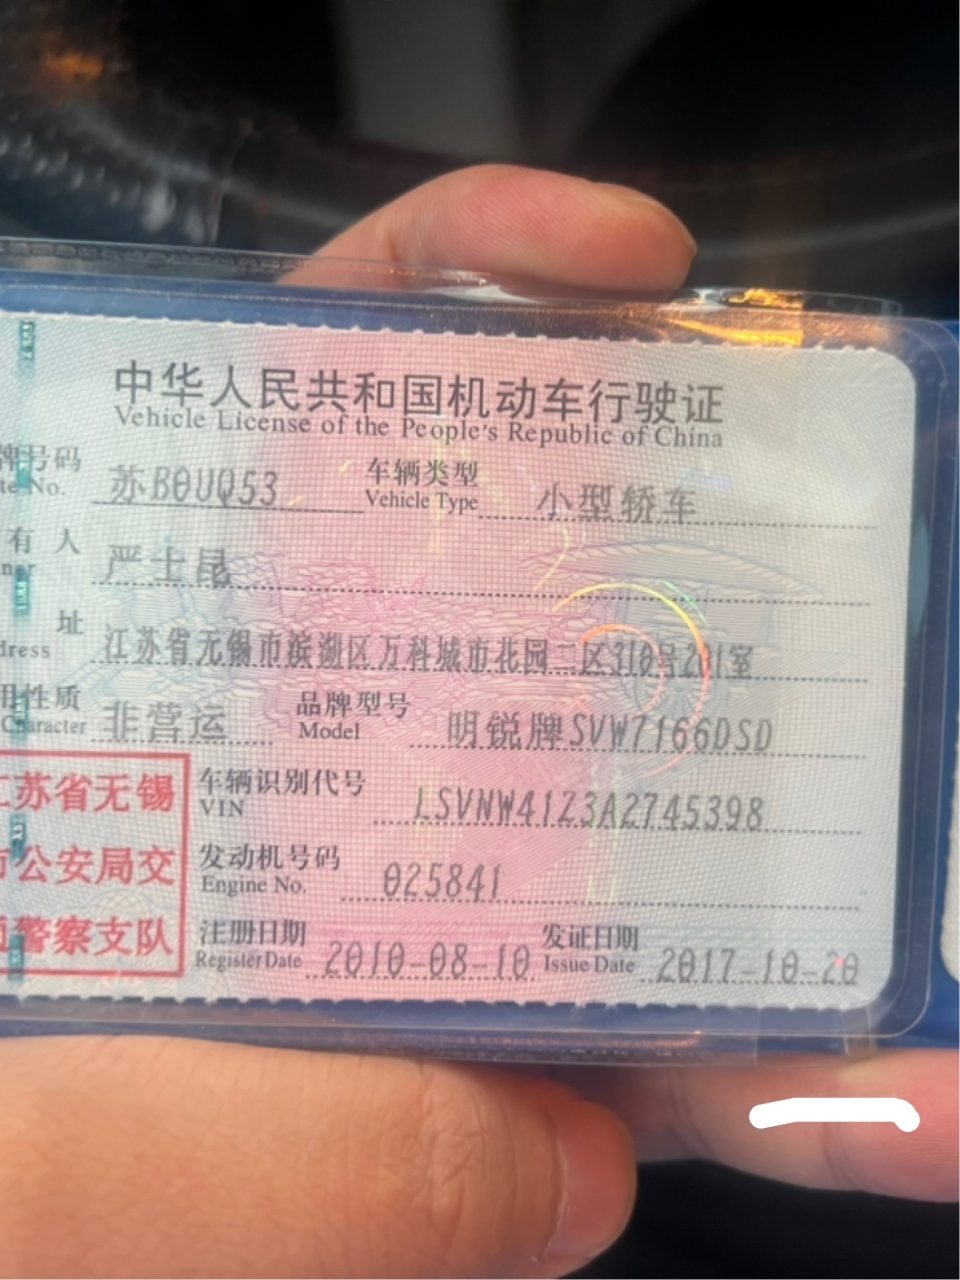 中华人民共和国机动车行驶证
Vehicle License of the People's Republic of China
牌号码 苏B0UQ53 车辆类型 小型轿车
te No. Vehicle Type
有人 严士昆
ner
址 江苏省无锡市滨湖区万科城市花园二区310号201室
dress
用性质 非营运 品牌型号 明锐牌SVW7166DSD
Character Model
江苏省无锡
市公安局交
通警察支队
车辆识别代号 LSVNW41Z3A2745398
VIN
发动机号码 025841
Engine No.
注册日期 2010-08-10 发证日期 2017-10-20
Register Date Issue Date